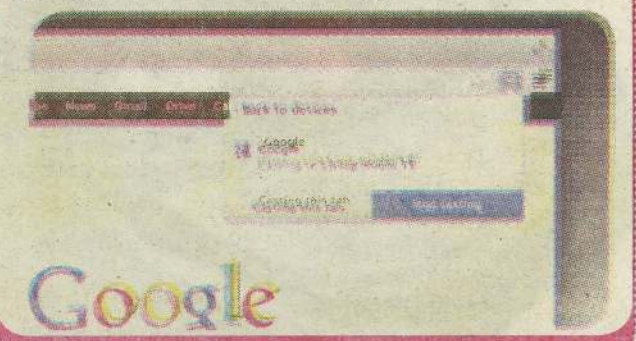 News Gmail Drive
Back to devices
Google
Casting this tab Stop casting
Google